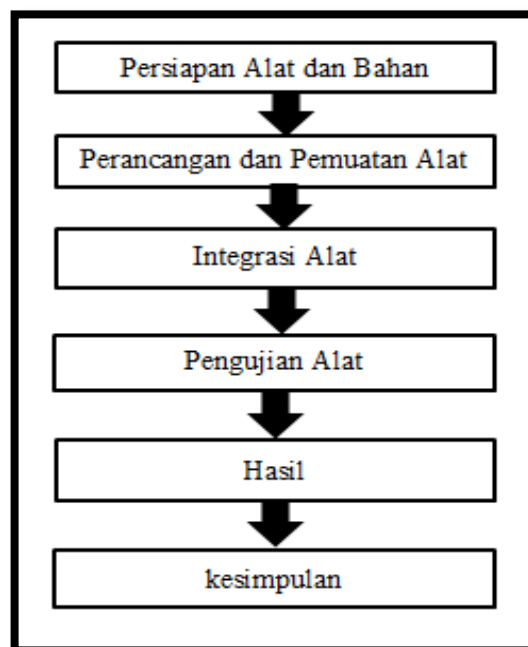 Persiapan Alat dan Bahan
Perancangan dan Pemuatan Alat
Integrasi Alat
Pengujian Alat
Hasil
kesimpulan